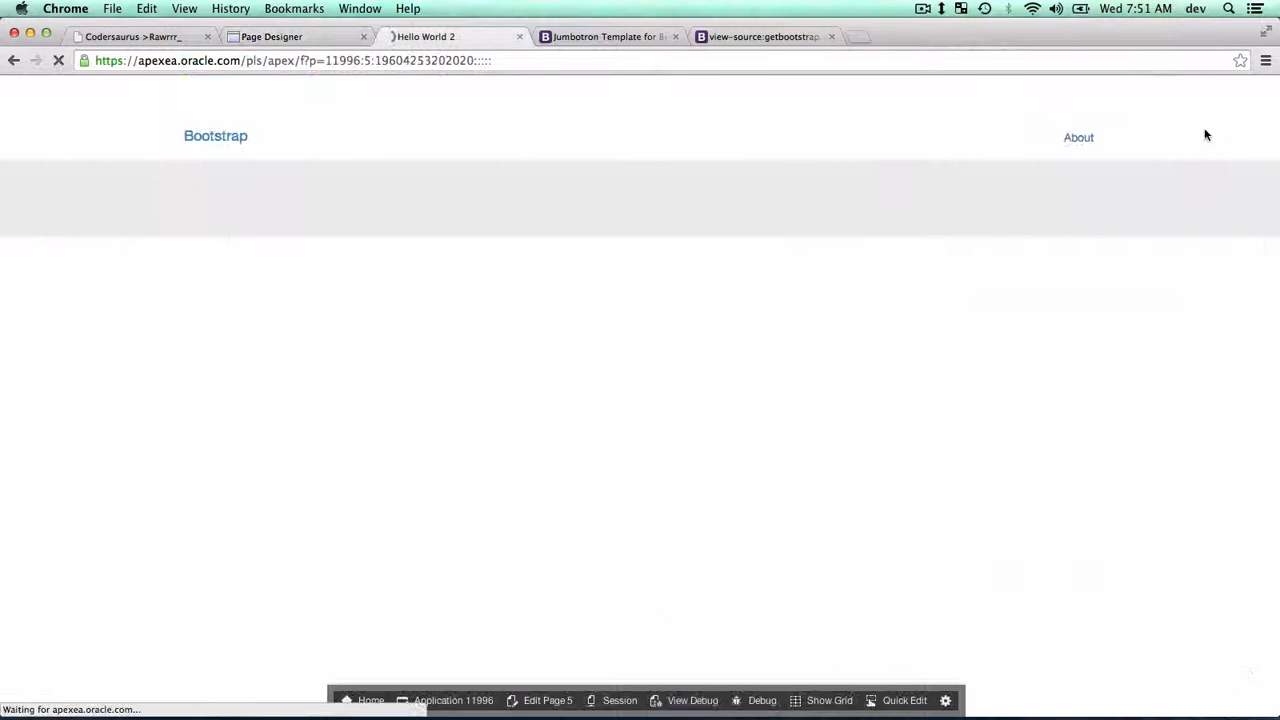 Chrome File Edit View History Bookmarks Window Help Wed 7:51 AM dev
Codersaurus >Rawrrr_ Page Designer Hello World 2 Jumbotron Template for B view-source:getbootstrap
https://apexea.oracle.com/pls/apex/f?p=11996:5:19604253202020:::::
Bootstrap About
Home Application 11996 Edit Page 5 Session View Debug Debug Show Grid Quick Edit
Waiting for apexea.oracle.com...